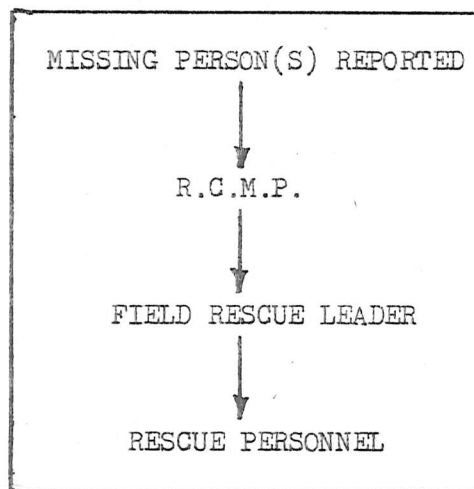 MISSING PERSON(S) REPORTED
R.C.M.P.
FIELD RESCUE LEADER
RESCUE PERSONNEL